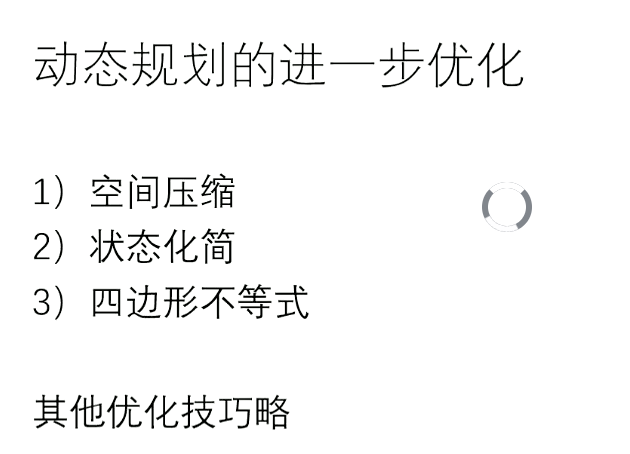 动态规划的进一步优化
1）空间压缩
2）状态化简
3）四边形不等式
其他优化技巧略